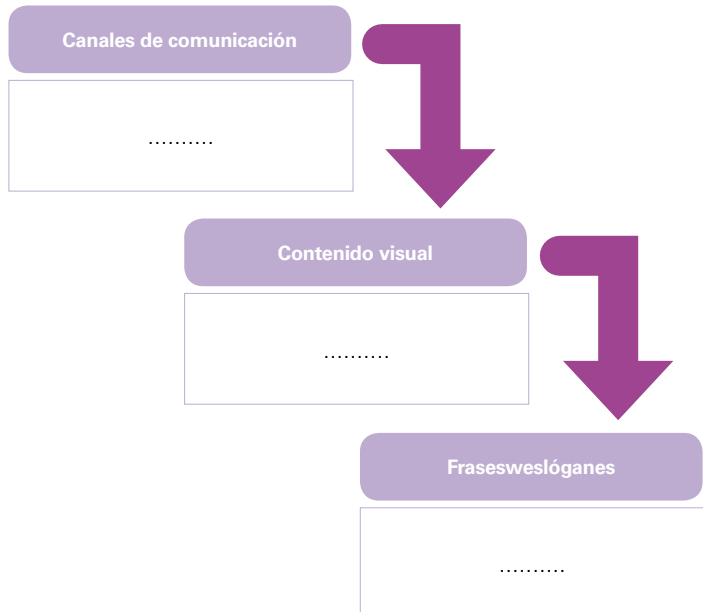 Canales de comunicación
..........
Contenido visual
..........
Frasesweslóganes
..........